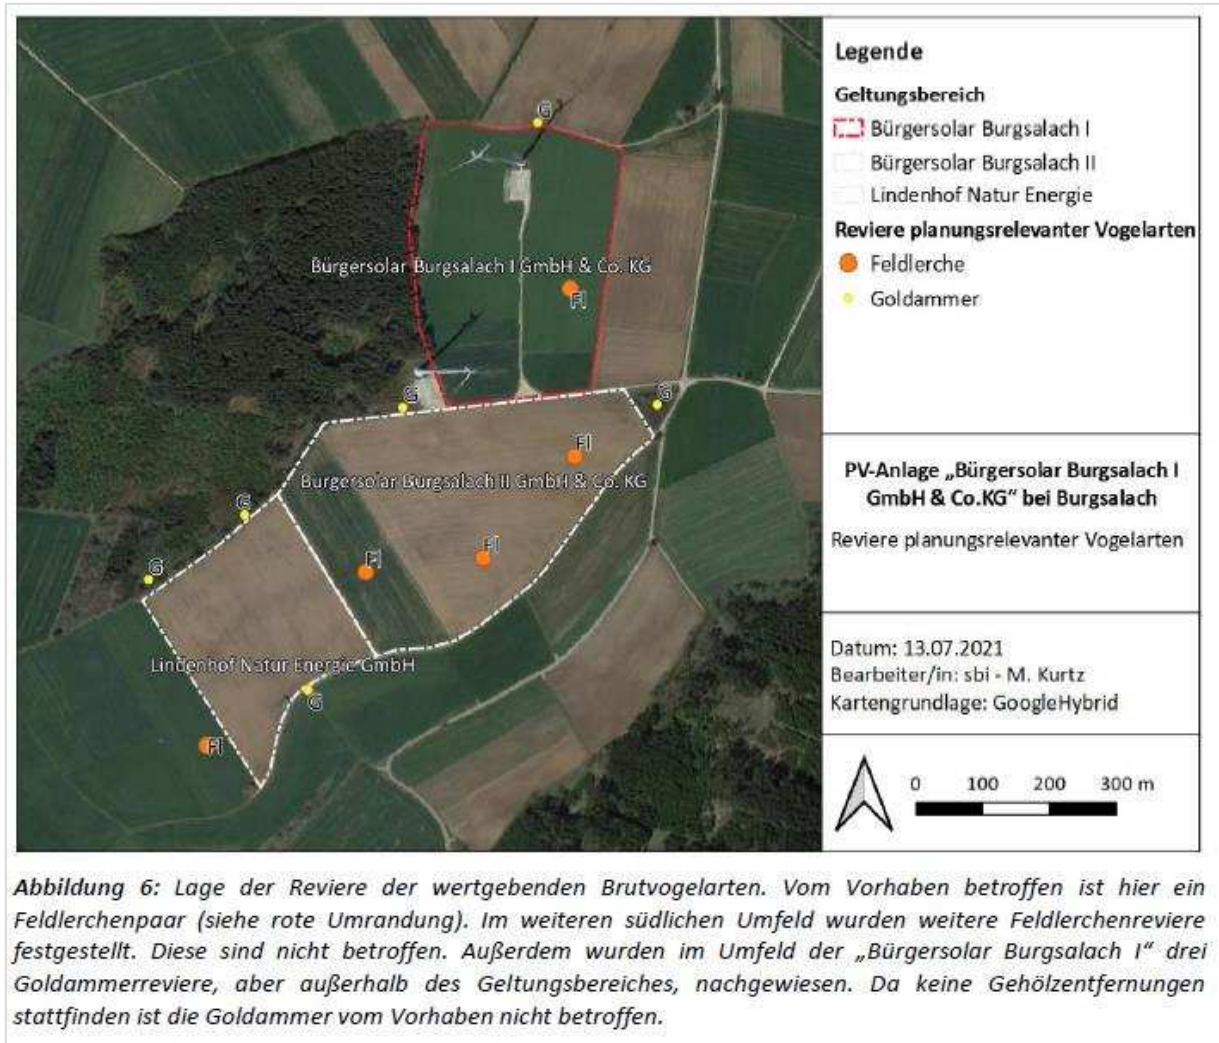 Legende
Geltungsbereich
Bürgersolar Burgsalach I
Bürgersolar Burgsalach II
Lindenhof Natur Energie
Reviere planungsrelevanter Vogelarten
Feldlerche
Goldammer
G
Bürgersolar Burgsalach I GmbH & Co. KG
Fl
G
G
Fl
Bürgersolar Burgsalach II GmbH & Co. KG
G
Fl
Fl
G
Lindenhof Natur Energie GmbH
G
Fl
PV-Anlage „Bürgersolar Burgsalach I
GmbH & Co.KG“ bei Burgsalach
Reviere planungsrelevanter Vogelarten
Datum: 13.07.2021
Bearbeiter/in: sbi - M. Kurtz
Kartengrundlage: GoogleHybrid
0 100 200 300 m
Abbildung 6: Lage der Reviere der wertgebenden Brutvogelarten. Vom Vorhaben betroffen ist hier ein
Feldlerchenpaar (siehe rote Umrandung). Im weiteren südlichen Umfeld wurden weitere Feldlerchenreviere
festgestellt. Diese sind nicht betroffen. Außerdem wurden im Umfeld der „Bürgersolar Burgsalach I“ drei
Goldammerreviere, aber außerhalb des Geltungsbereiches, nachgewiesen. Da keine Gehölzentfernungen
stattfinden ist die Goldammer vom Vorhaben nicht betroffen.